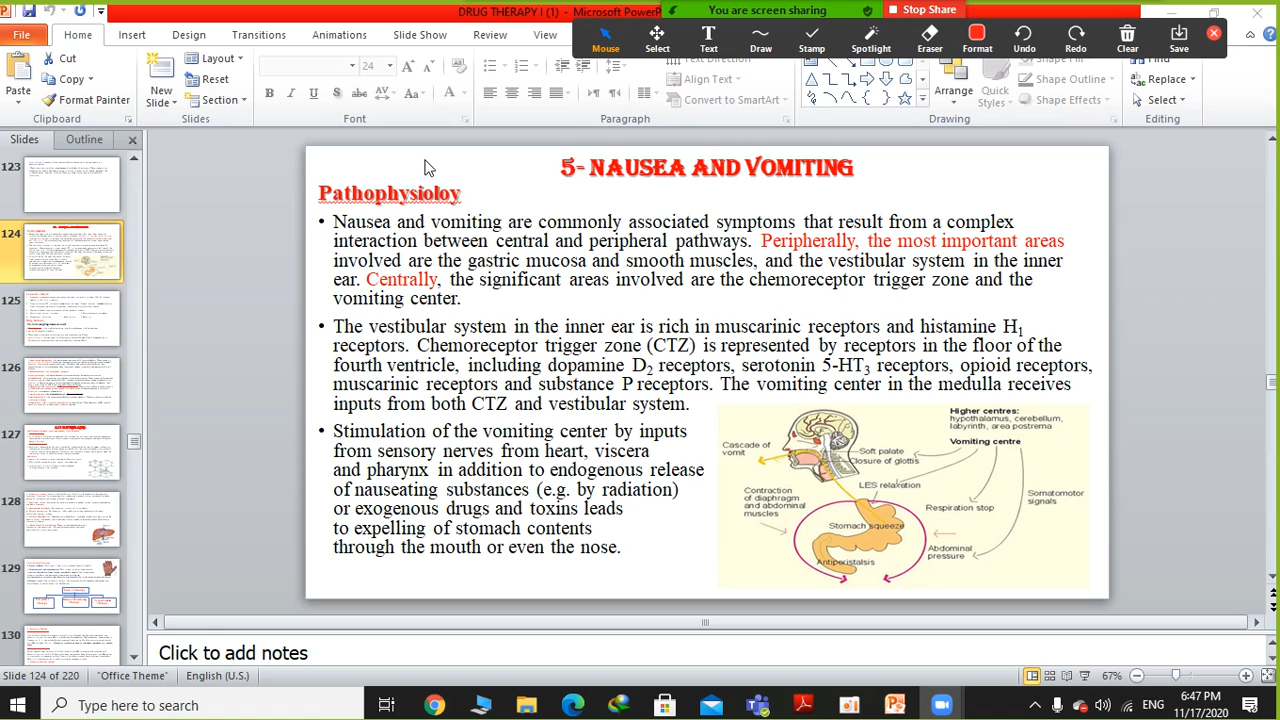 DRUG THERAPY I (1) - Microsoft PowerP
You are screen sharing
Stop Share
File
Home
Insert
Design
Transitions
Animations
Slide Show
Review
View
Mouse
Select
Text
Draw
Stamp
Spotlight
Eraser
Format
Undo
Redo
Clear
Save
Paste
Cut
Copy
Format Painter
New
Slide
Layout
Reset
Section
24
B I U S abc AV Aa A
Text Direction
Align Text
Convert to SmartArt
Arrange
Quick
Styles
Shape Outline
Shape Effects
Find
Replace
Select
Clipboard
Slides
Font
Paragraph
Drawing
Editing
Slides
Outline
123
124
125
126
127
128
129
130
5- NAUSEA AND VOMITING
Pathophysioloy
• Nausea and vomiting are commonly associated symptoms that result from complex
interaction between central and peripheral pathways. Peripherally, the most important areas
involved are the gastric mucosa and smooth muscles, and the vestibular system in the inner
ear. Centrally, the significant areas involved are the chemoreceptor trigger zone and the
vomiting center.
• The vestibular system in the inner ear is rich in muscarinic receptors and histamine H1
receptors. Chemoreceptor trigger zone (CTZ) is represented by receptors in the floor of the
fourth ventricle, including dopamine D2 receptors, serotonin 5-HT3 receptors, opioid receptors,
muscarinic receptors and substance P receptors. The vomiting center in the medulla receives
inputs from both CTZ and vestibular system.
• Stimulation of the vomiting center by inputs
from sensory nerves from heart, viscera
and pharynx in adition to endogenous release
of nauseating substances (e.g. by radiation)
or exogenous drugs and toxins leads
to expelling of stomach contents
through the mouth or even the nose.
Higher centres:
hypothalamus, cerebellum,
labyrinth, area postrema
Vomiting centre
Cascade of
vomit
Soft palate
Closure of glottis
LES relaxation
Contraction
of diaphragm
and abdominal
muscles
Somatomotor
signals
Respiration stop
Stomach squeeze
Abdominal
pressure
Antiperistalsis
Click to add notes
Slide 124 of 220
"Office Theme"
English (U.S.)
67%
Type here to search
ENG
6:47 PM
11/17/2020